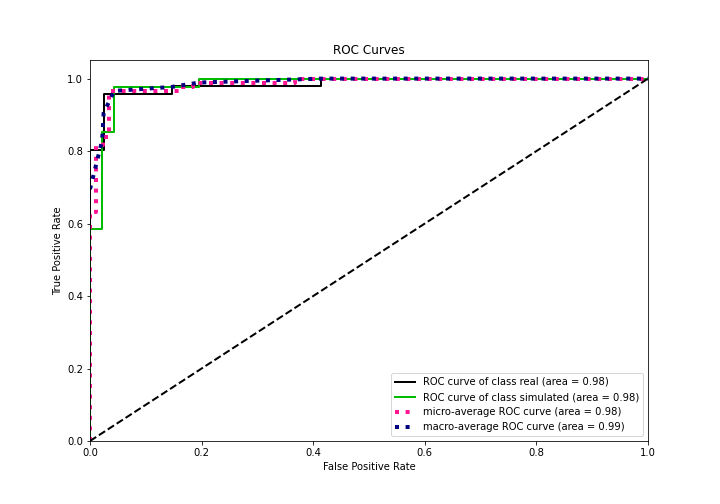 ROC Curves
True Positive Rate
1.0
0.8
0.6
0.4
0.2
0.0
0.0 0.2 0.4 0.6 0.8 1.0
False Positive Rate
ROC curve of class real (area = 0.98)
ROC curve of class simulated (area = 0.98)
micro-average ROC curve (area = 0.98)
macro-average ROC curve (area = 0.99)